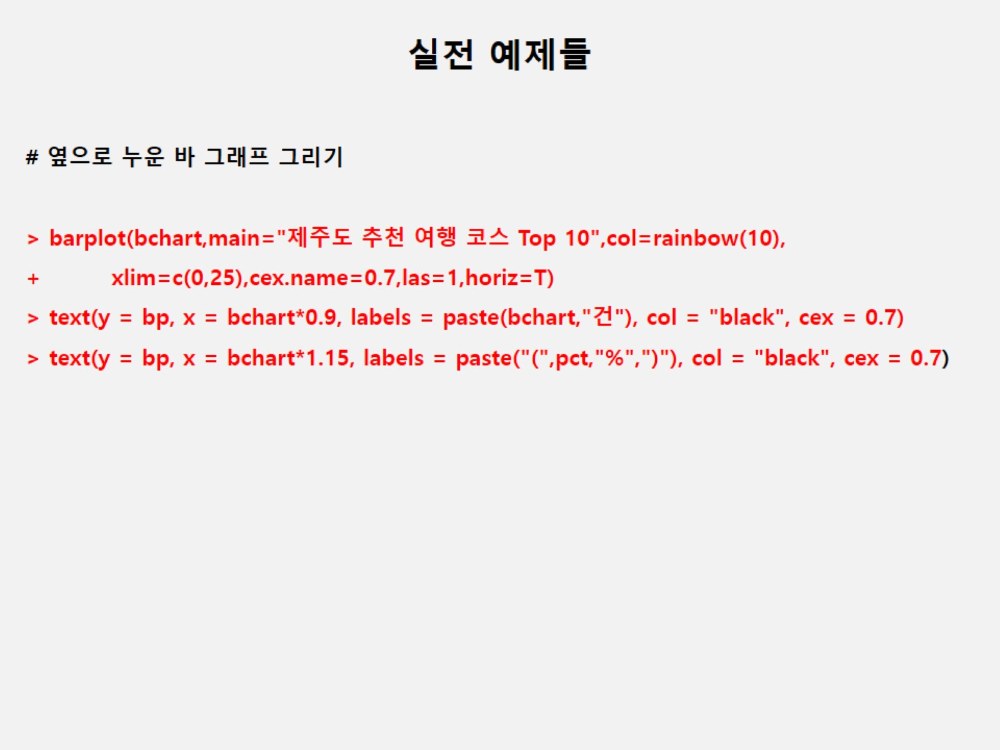 실전 예제들
# 옆으로 누운 바 그래프 그리기
> barplot(bchart,main="제주도 추천 여행 코스 Top 10",col=rainbow(10),
+ xlim=c(0,25),cex.name=0.7,las=1,horiz=T)
> text(y = bp, x = bchart*0.9, labels = paste(bchart,"건"), col = "black", cex = 0.7)
> text(y = bp, x = bchart*1.15, labels = paste("(",pct,"%",")"), col = "black", cex = 0.7)